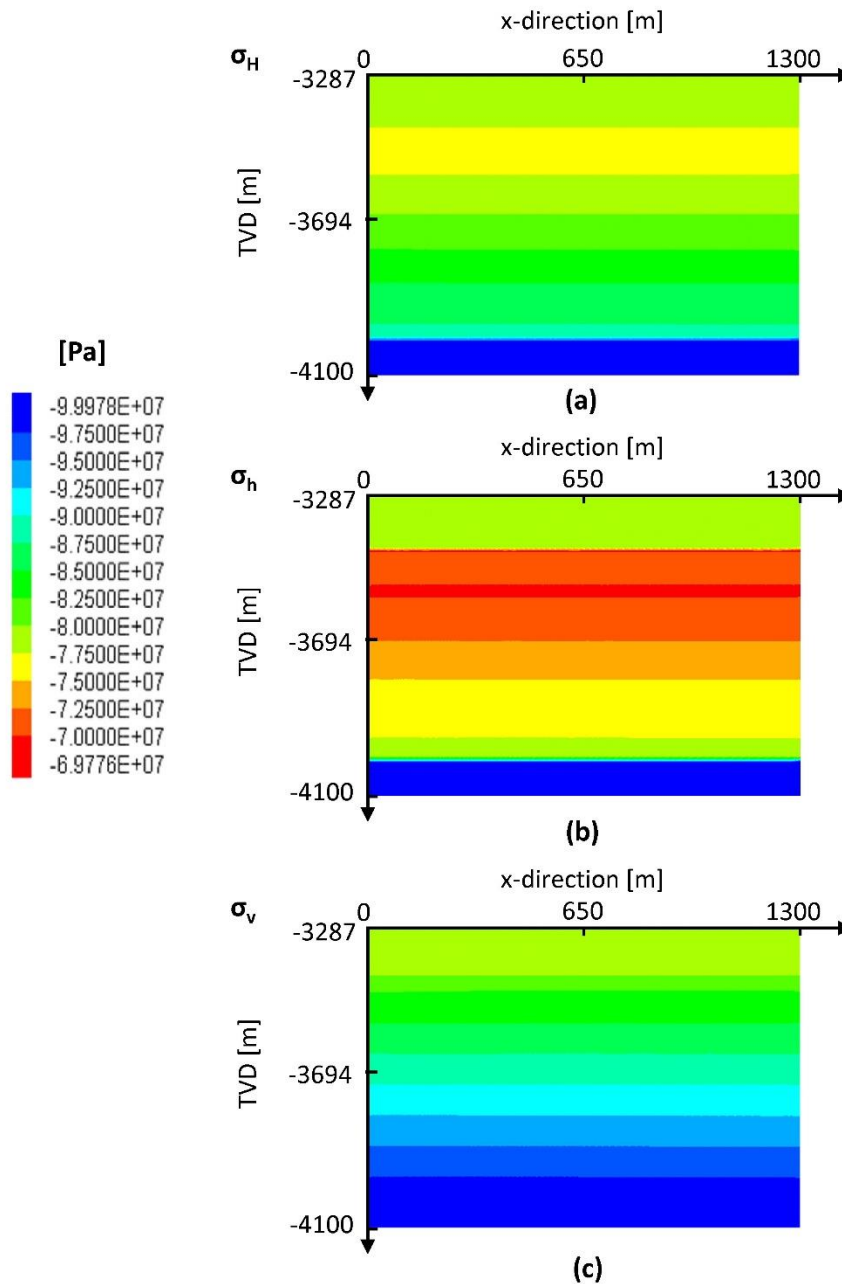 x-direction [m]
σH
0
650
1300
-3287
TVD [m]
-3694
-4100
(a)
[Pa]
-9.9978E+07
-9.7500E+07
-9.5000E+07
-9.2500E+07
-9.0000E+07
-8.7500E+07
-8.5000E+07
-8.2500E+07
-8.0000E+07
-7.7500E+07
-7.5000E+07
-7.2500E+07
-7.0000E+07
-6.9776E+07
x-direction [m]
σh
0
650
1300
-3287
TVD [m]
-3694
-4100
(b)
x-direction [m]
σv
0
650
1300
-3287
TVD [m]
-3694
-4100
(c)